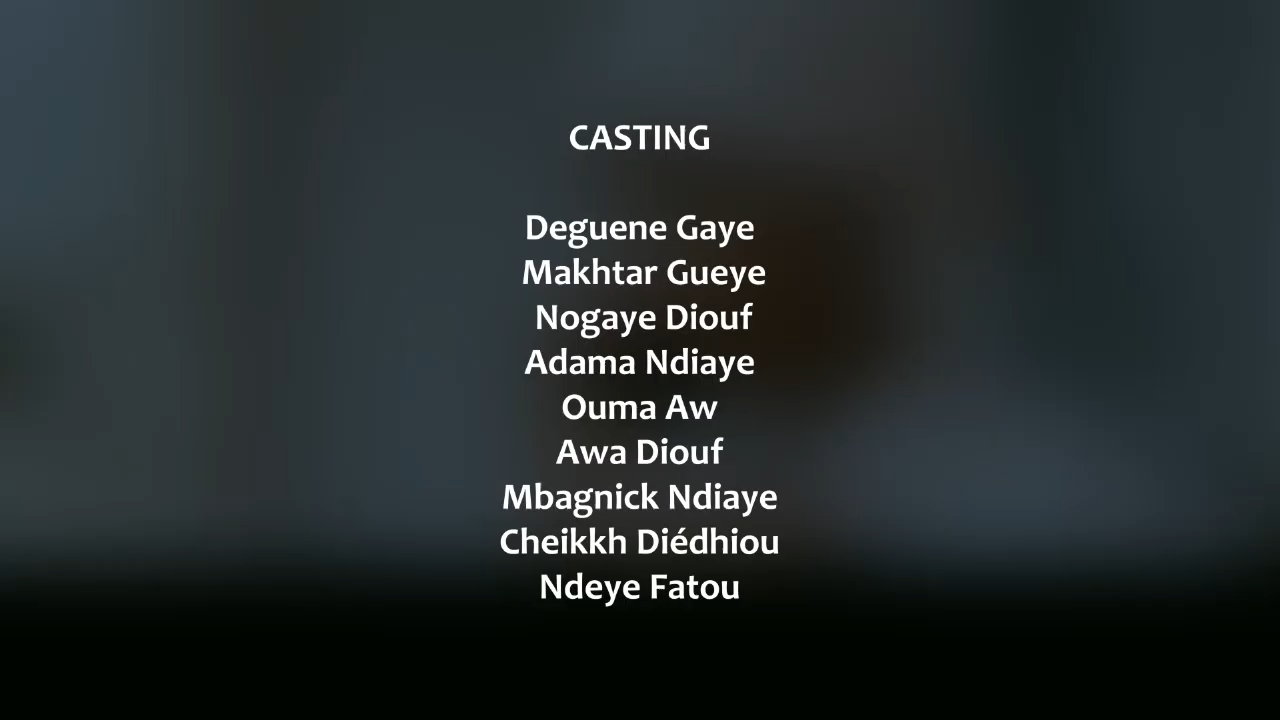 CASTING
Deguene Gaye
Makhtar Gueye
Nogaye Diouf
Adama Ndiaye
Ouma Aw
Awa Diouf
Mbagnick Ndiaye
Cheikkh Diédhiou
Ndeye Fatou